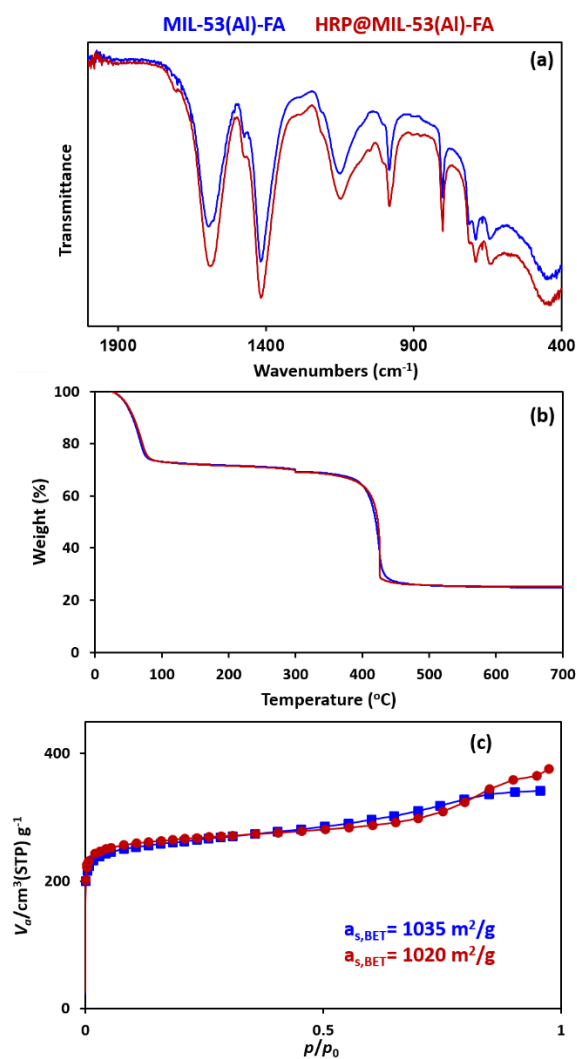 MIL-53(Al)-FA HRP@MIL-53(Al)-FA
(a)
Transmittance
1900 1400 900 400
Wavenumbers (cm⁻¹)
(b)
100
80
60
40
20
0
Weight (%)
0 100 200 300 400 500 600 700
Temperature (°C)
(c)
400
200
0
Vₐ/cm³(STP) g⁻¹
a_s,BET= 1035 m²/g
a_s,BET= 1020 m²/g
0 0.5 1
p/p₀